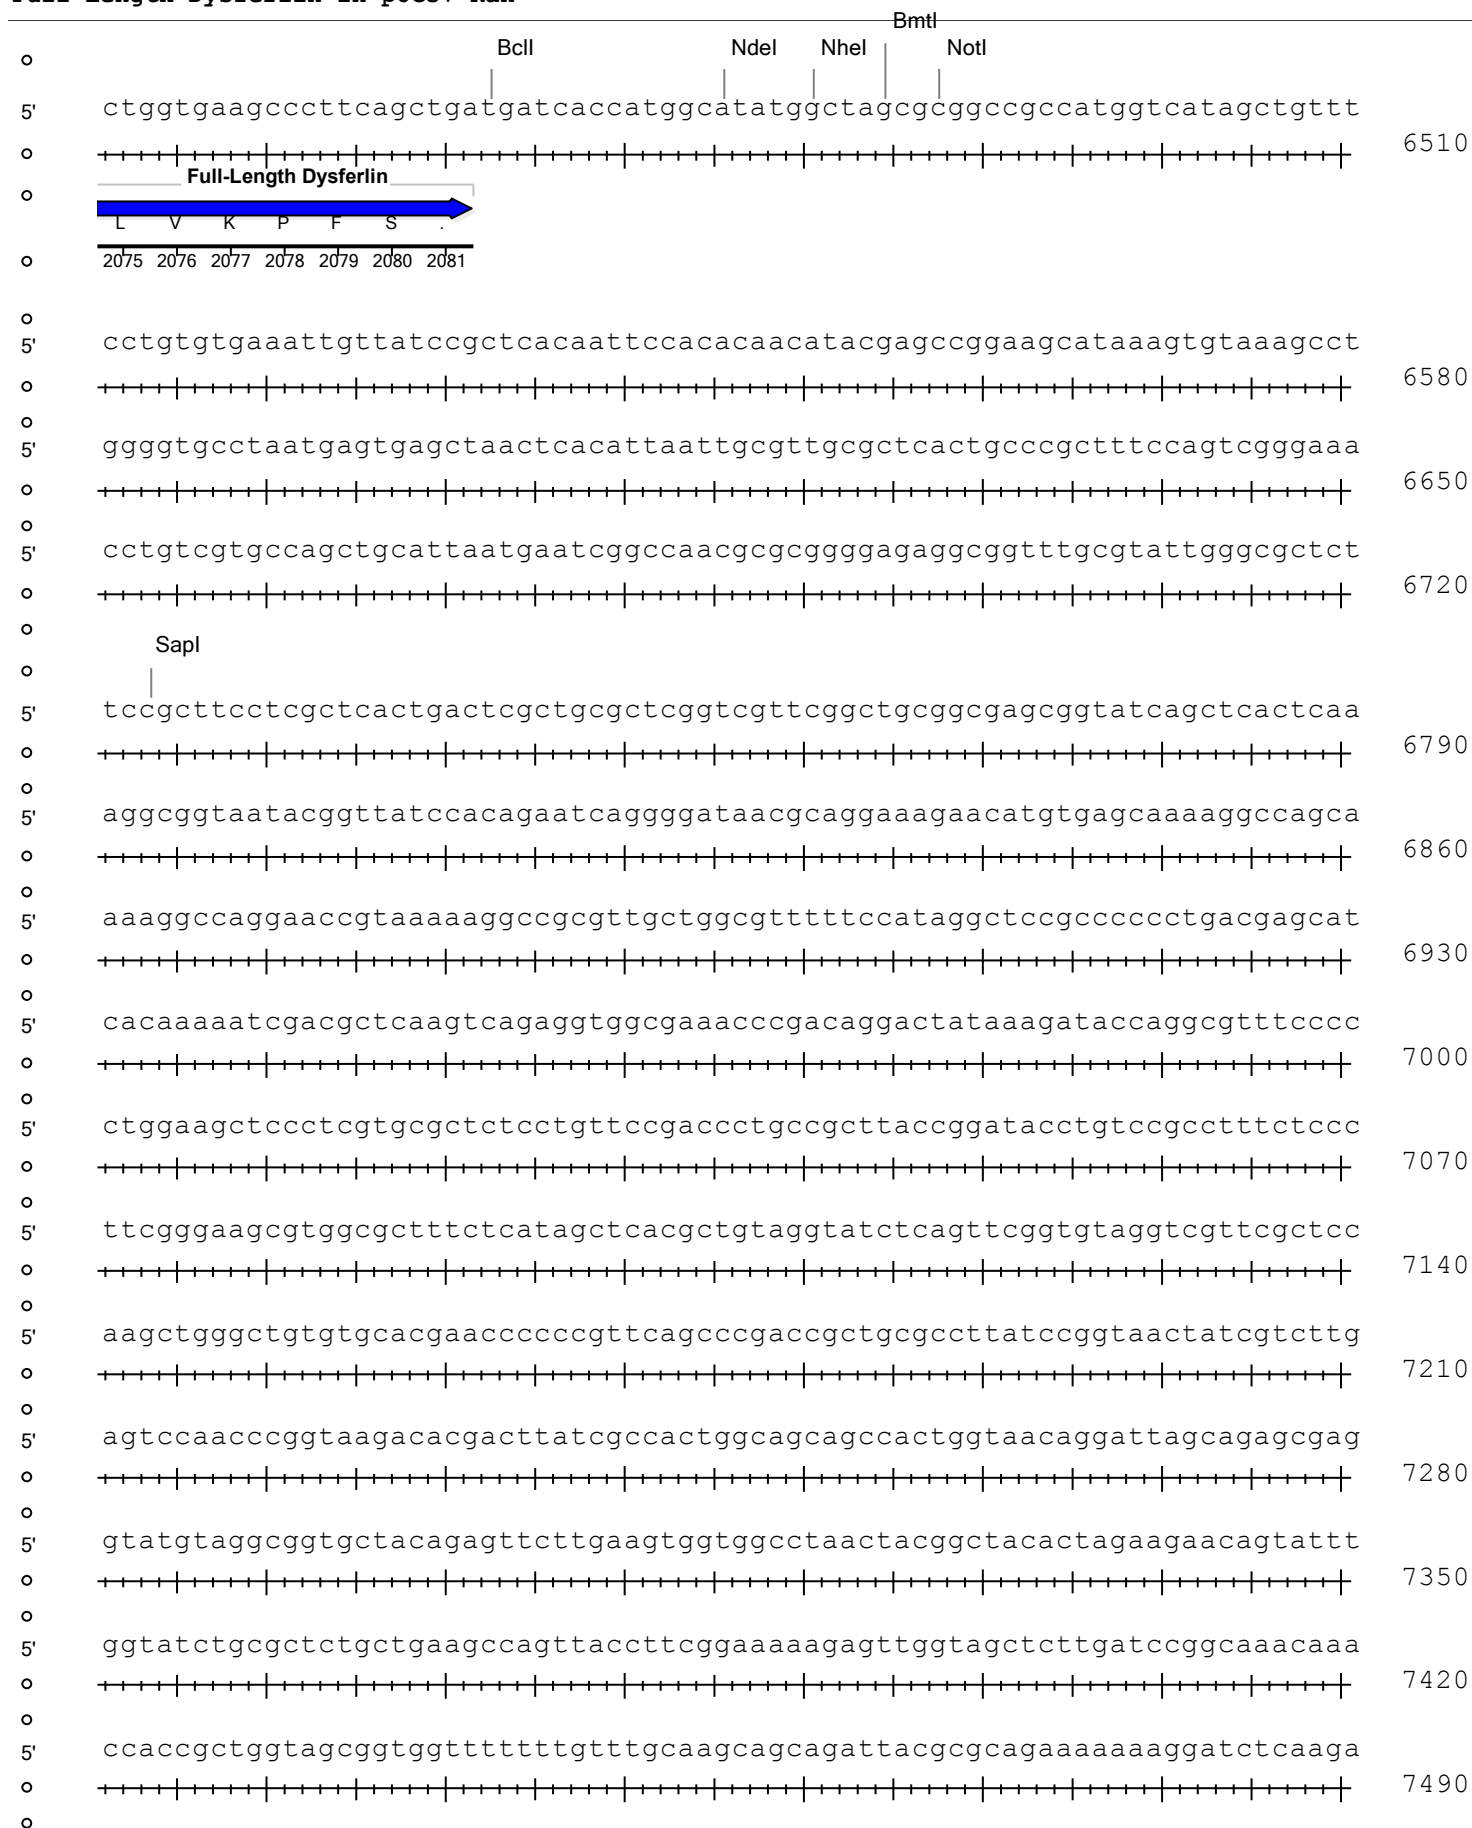 BmtI
BclI NdeI NheI NotI
5' ctggtgaagcccttcagctgatgatcaccatggcatatggctagcgcggccgccatggtcatagctgttt
6510
Full-Length Dysferlin
L V K P F S .
2075 2076 2077 2078 2079 2080 2081
5' cctgtgtgaaattgttatccgctcacaattccacacaacatacgagccggaagcataaagtgtaaagcct
6580
5' ggggtgcctaatgagtgagctaactcacattaattgcgttgcgctcactgcccgctttccagtcgggaaa
6650
5' cctgtcgtgccagctgcattaatgaatcggccaacgcgcggggagaggcggtttgcgtattgggcgctct
6720
SapI
5' tccgcttcctcgctcactgactcgctgcgctcggtcgttcggctgcggcgagcggtatcagctcactcaa
6790
5' aggcggtaatacggttatccacagaatcaggggataacgcaggaaagaacatgtgagcaaaaggccagca
6860
5' aaaggccaggaaccgtaaaaaggccgcgttgctggcgtttttccataggctccgcccccctgacgagcat
6930
5' cacaaaaatcgacgctcaagtcagaggtggcgaaacccgacaggactataaagataccaggcgtttcccc
7000
5' ctggaagctccctcgtgcgctctcctgttccgaccctgccgcttaccggatacctgtccgcctttctccc
7070
5' ttcgggaagcgtggcgctttctcatagctcacgctgtaggtatctcagttcggtgtaggtcgttcgctcc
7140
5' aagctgggctgtgtgcacgaaccccccgttcagcccgaccgctgcgccttatccggtaactatcgtcttg
7210
5' agtccaacccggtaagacacgacttatcgccactggcagcagccactggtaacaggattagcagagcgag
7280
5' gtatgtaggcggtgctacagagttcttgaagtggtggcctaactacggctacactagaagaacagtattt
7350
5' ggtatctgcgctctgctgaagccagttaccttcggaaaaagagttggtagctcttgatccggcaaacaaa
7420
5' ccaccgctggtagcggtggtttttttgtttgcaagcagcagattacgcgcagaaaaaaaggatctcaaga
7490